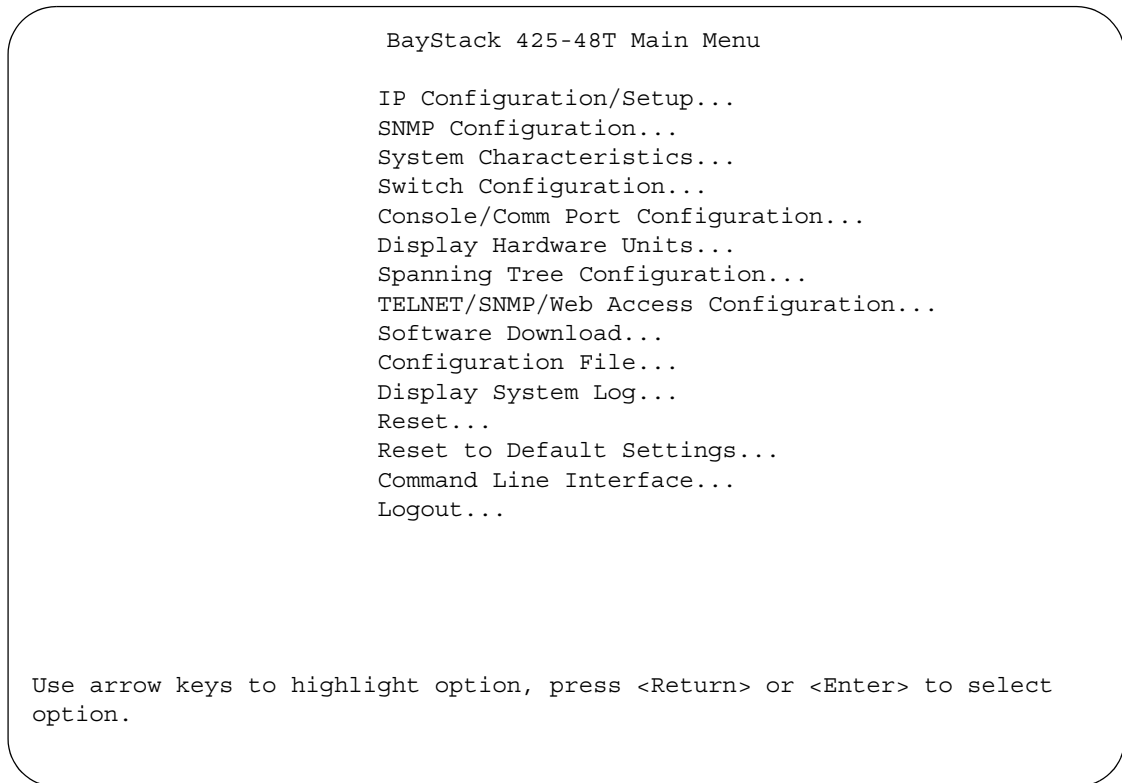 BayStack 425-48T Main Menu
IP Configuration/Setup...
SNMP Configuration...
System Characteristics...
Switch Configuration...
Console/Comm Port Configuration...
Display Hardware Units...
Spanning Tree Configuration...
TELNET/SNMP/Web Access Configuration...
Software Download...
Configuration File...
Display System Log...
Reset...
Reset to Default Settings...
Command Line Interface...
Logout...
Use arrow keys to highlight option, press <Return> or <Enter> to select
option.